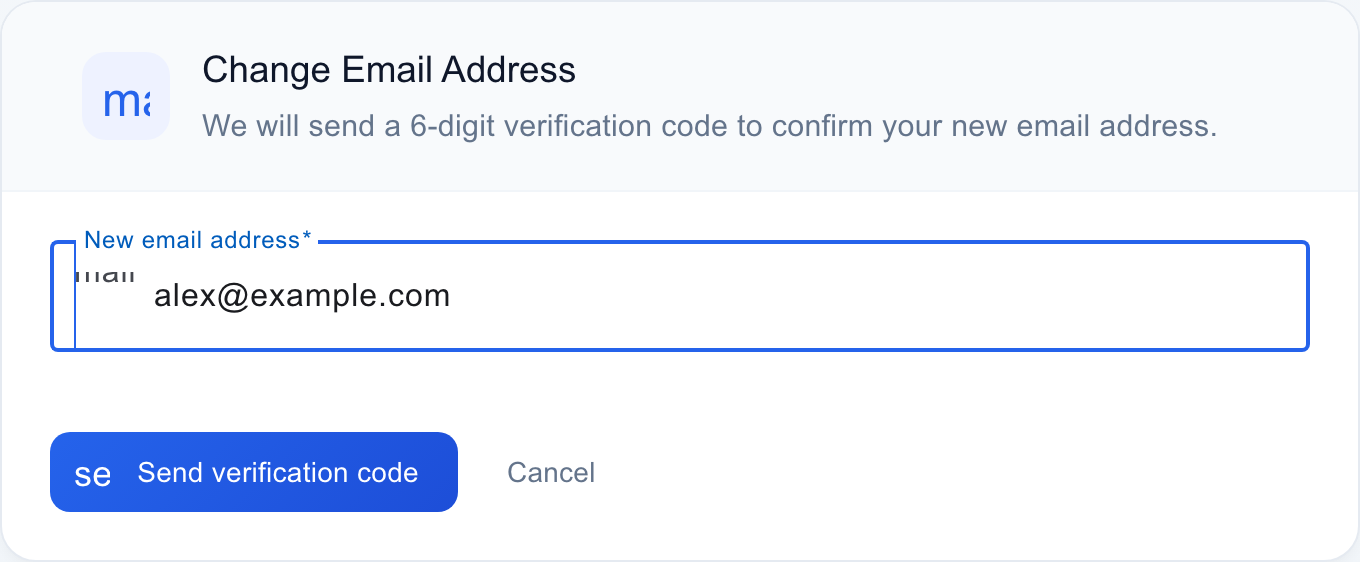 Change Email Address
We will send a 6-digit verification code to confirm your new email address.
New email address*
mail
alex@example.com
se Send verification code
Cancel